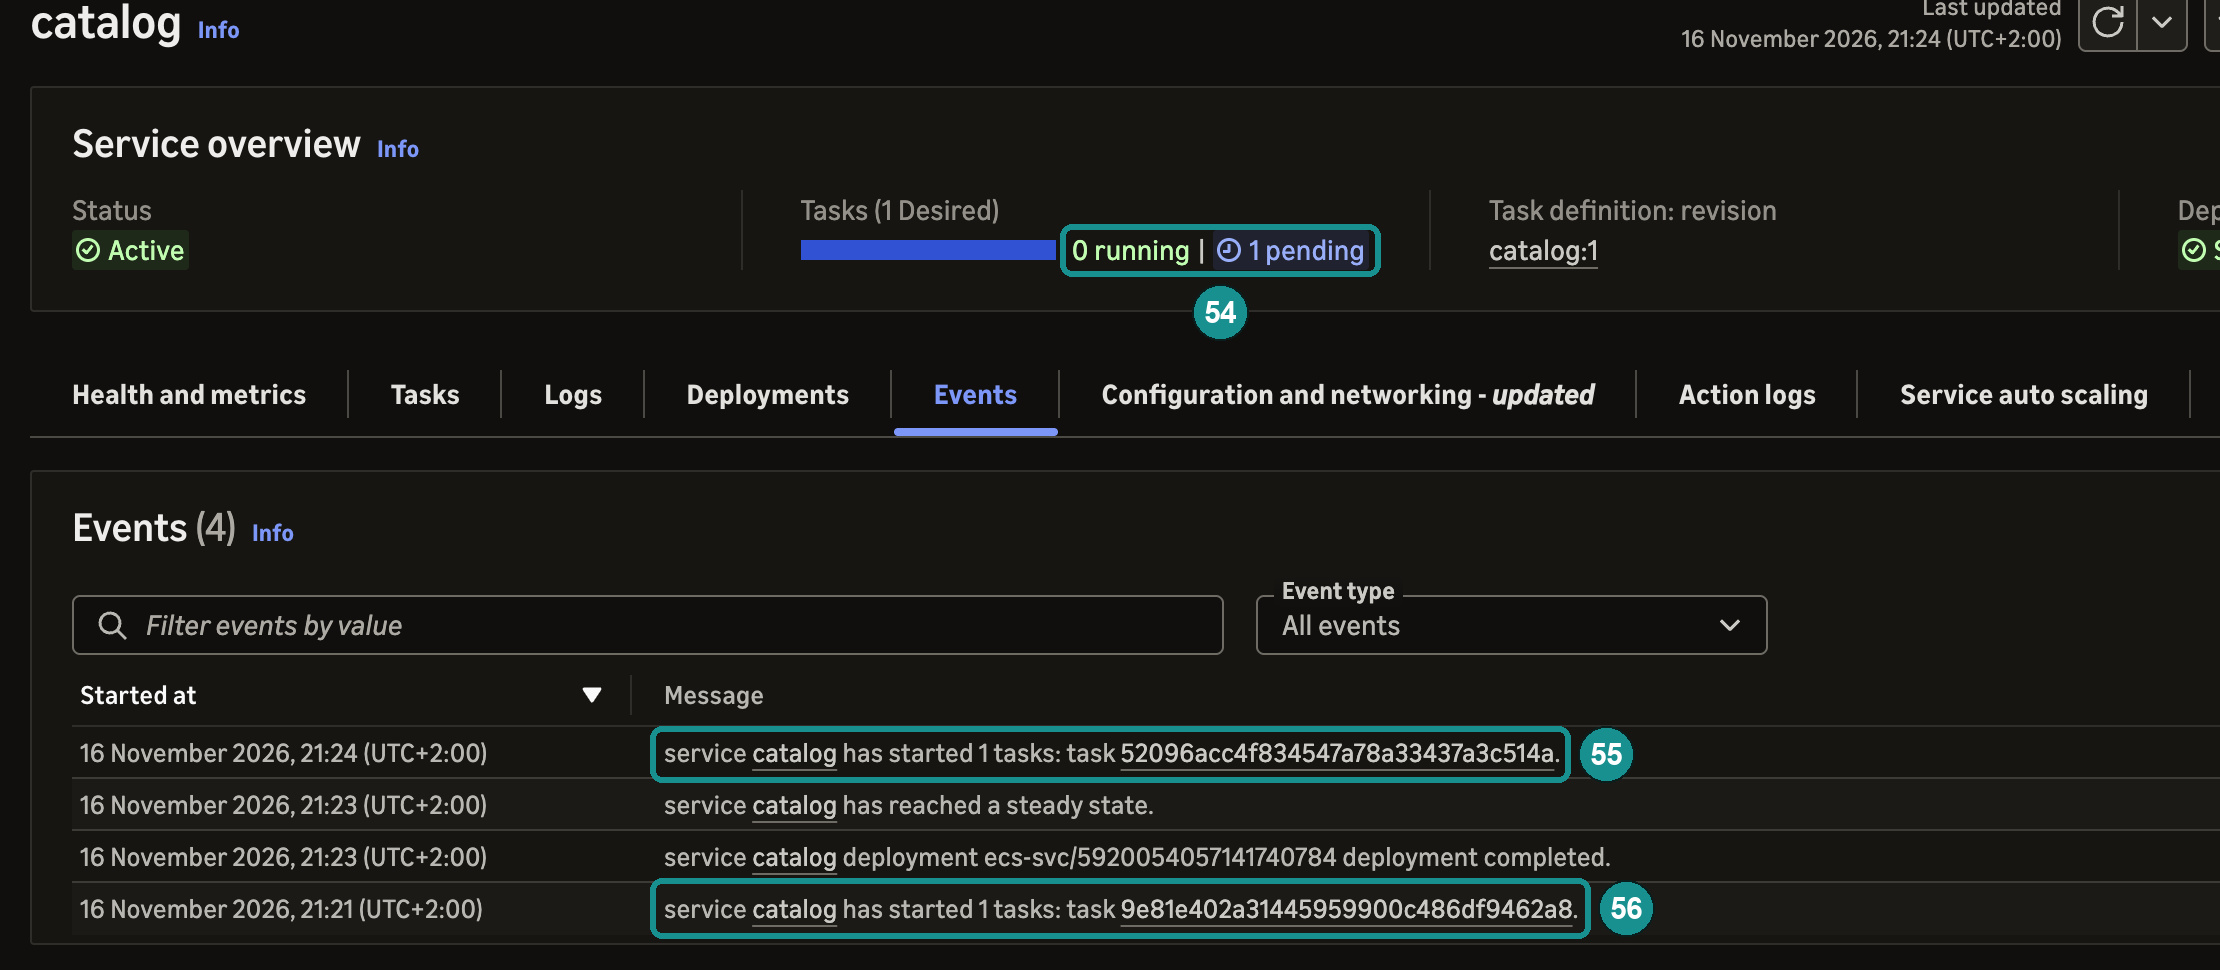 catalog Info
Last updated
16 November 2026, 21:24 (UTC+2:00)
Service overview Info
Status
Active
Tasks (1 Desired)
0 running | 1 pending
Task definition: revision
catalog:1
54
Health and metrics
Tasks
Logs
Deployments
Events
Configuration and networking - updated
Action logs
Service auto scaling
Events (4) Info
Filter events by value
Event type
All events
Started at
Message
16 November 2026, 21:24 (UTC+2:00) service catalog has started 1 tasks: task 52096acc4f834547a78a33437a3c514a. 55
16 November 2026, 21:23 (UTC+2:00) service catalog has reached a steady state.
16 November 2026, 21:23 (UTC+2:00) service catalog deployment ecs-svc/5920054057141740784 deployment completed.
16 November 2026, 21:21 (UTC+2:00) service catalog has started 1 tasks: task 9e81e402a31445959900c486df9462a8. 56